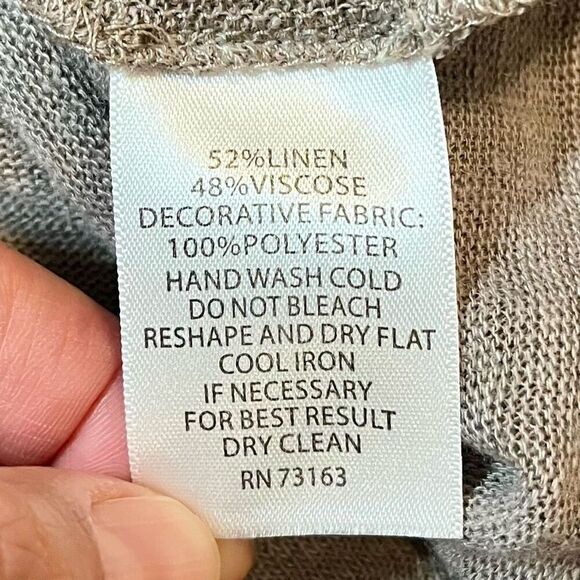 52%LINEN
48%VISCOSE
DECORATIVE FABRIC:
100%POLYESTER
HAND WASH COLD
DO NOT BLEACH
RESHAPE AND DRY FLAT
COOL IRON
IF NECESSARY
FOR BEST RESULT
DRY CLEAN
RN 73163